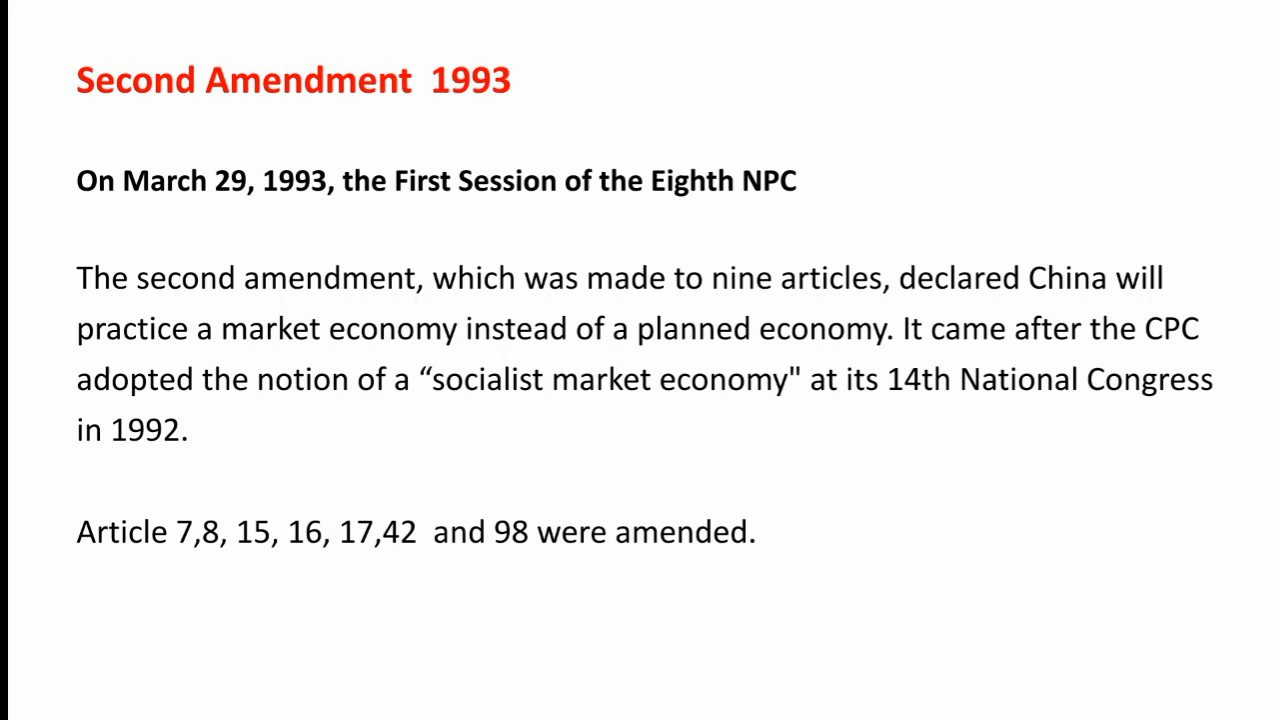 Second Amendment  1993
On March 29, 1993, the First Session of the Eighth NPC
The second amendment, which was made to nine articles, declared China will
practice a market economy instead of a planned economy. It came after the CPC
adopted the notion of a “socialist market economy" at its 14th National Congress
in 1992.
Article 7,8, 15, 16, 17,42  and 98 were amended.